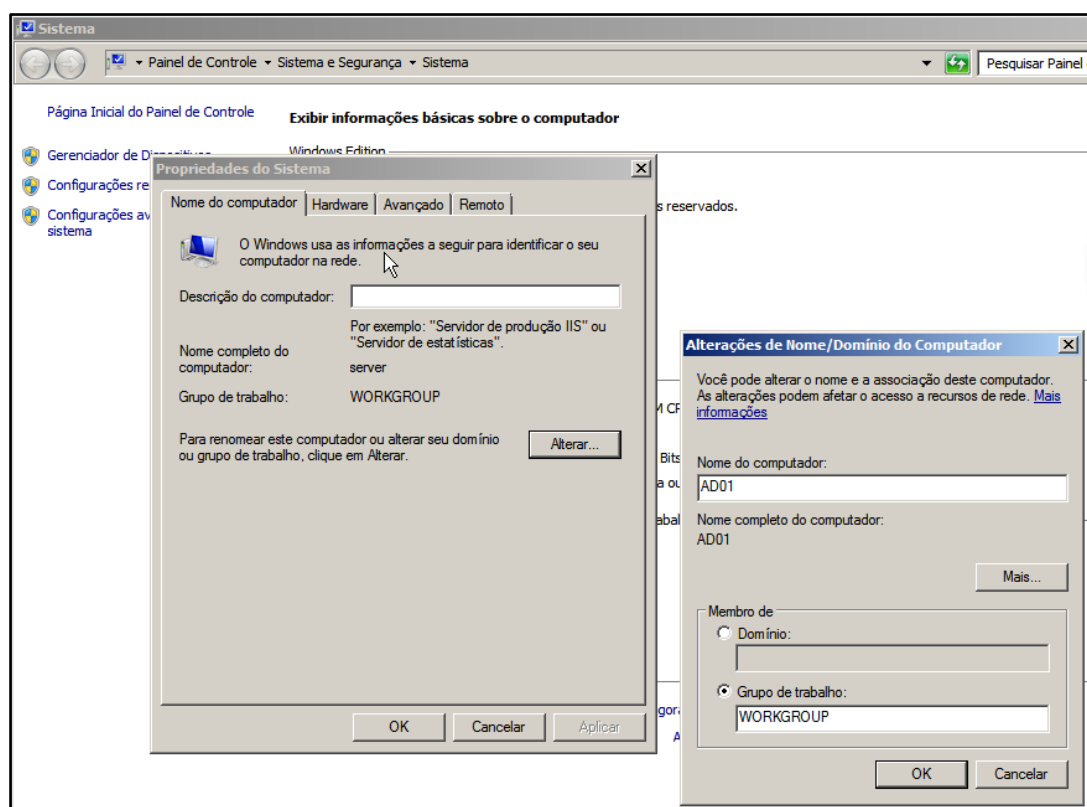 Sistema
Painel de Controle Sistema e Segurança Sistema
Pesquisar Painel
Página Inicial do Painel de Controle
Gerenciador de Dispositivos
Configurações re
Configurações av
sistema
Exibir informações básicas sobre o computador
Windows Edition
s reservados.
Propriedades do Sistema
Nome do computador
Hardware
Avançado
Remoto
O Windows usa as informações a seguir para identificar o seu
computador na rede.
Descrição do computador:
Por exemplo: "Servidor de produção IIS" ou
"Servidor de estatísticas".
Nome completo do
computador:
server
Grupo de trabalho:
WORKGROUP
Para renomear este computador ou alterar seu domínio
ou grupo de trabalho, clique em Alterar.
Alterar...
OK
Cancelar
Aplicar
Bits
a ou
abal
gora
A
Alterações de Nome/Domínio do Computador
Você pode alterar o nome e a associação deste computador.
As alterações podem afetar o acesso a recursos de rede. Mais
informações
Nome do computador:
AD01
Nome completo do computador:
AD01
Mais...
Membro de
Domínio:
Grupo de trabalho:
WORKGROUP
OK
Cancelar